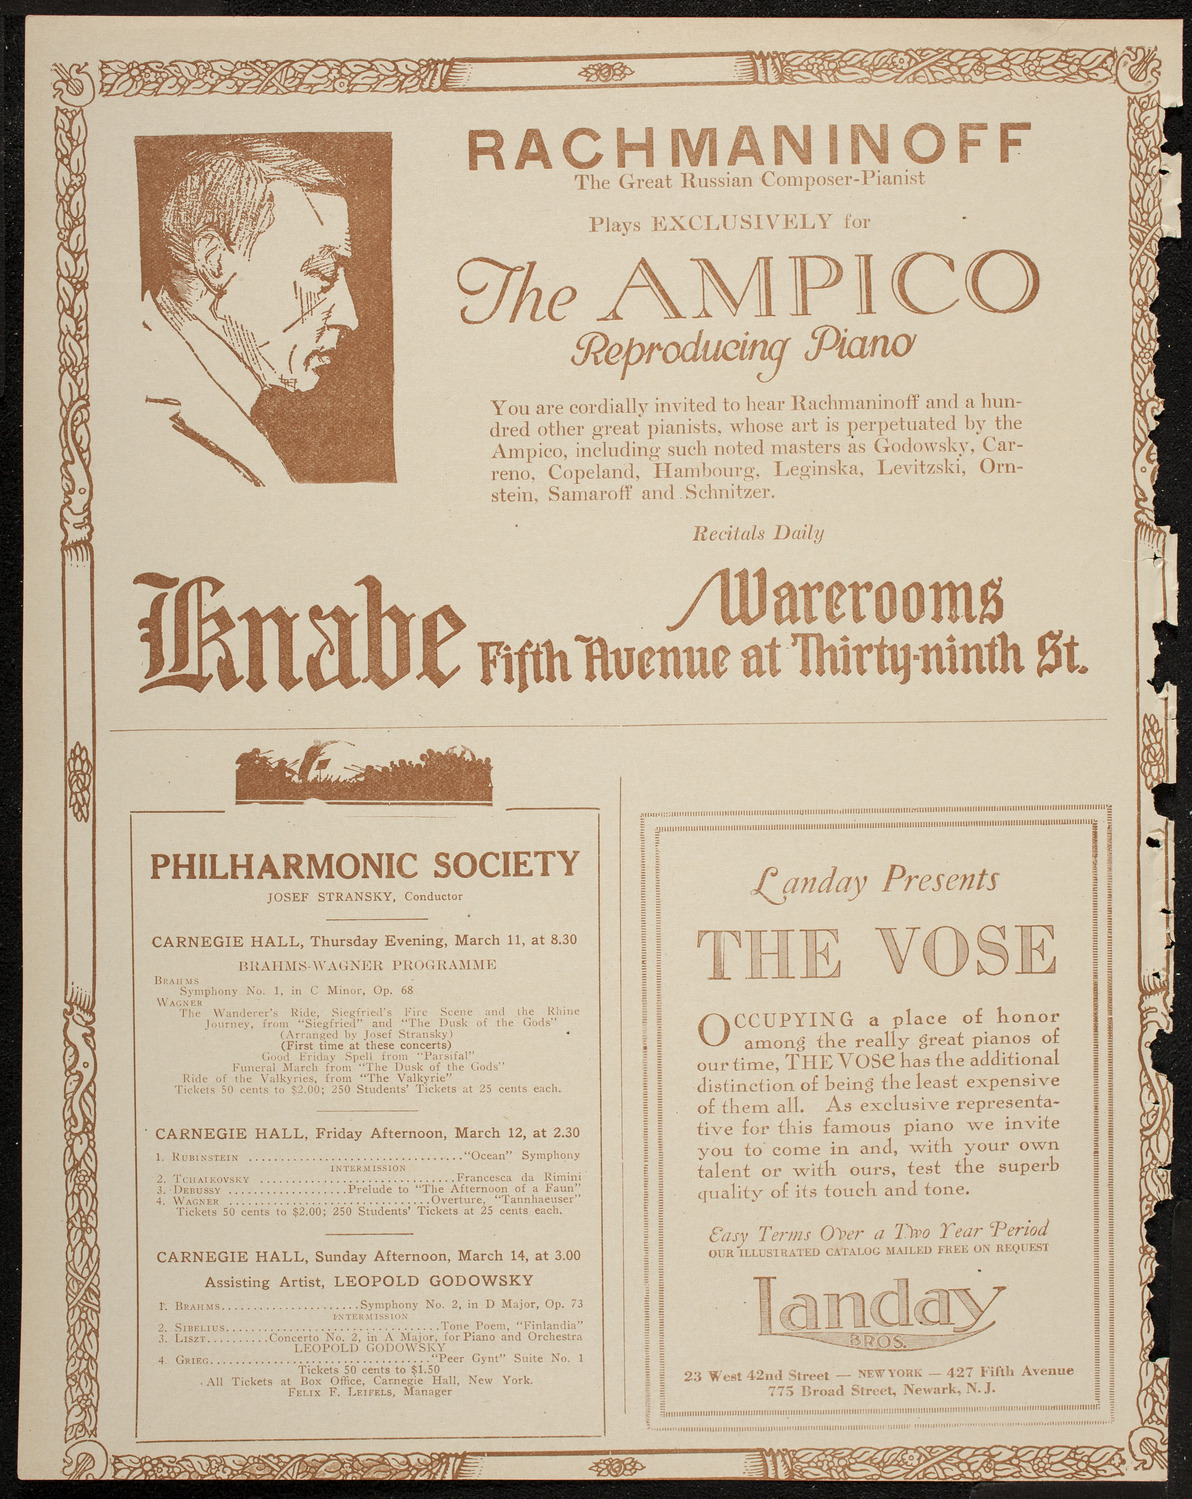 RACHMANINOFF
The Great Russian Composer-Pianist
Plays EXCLUSIVELY for
The AMPICO
Reproducing Piano
You are cordially invited to hear Rachmaninoff and a hun-
dred other great pianists, whose art is perpetuated by the
Ampico, including such noted masters as Godowsky, Car-
reno, Copeland, Hambourg, Leginska, Levitzski, Orn-
stein, Samaroff and Schnitzer.
Recitals Daily
Knabe Warerooms
Fifth Avenue at Thirty-ninth St.
PHILHARMONIC SOCIETY
JOSEF STRANSKY, Conductor
CARNEGIE HALL, Thursday Evening, March 11, at 8.30
BRAHMS-WAGNER PROGRAMME
BRAHMS
Symphony No. 1, in C Minor, Op. 68
WAGNER
The Wanderer's Ride, Siegfried's Fire Scene and the Rhine
Journey, from "Siegfried" and "The Dusk of the Gods"
(Arranged by Josef Stransky)
(First time at these concerts)
Good Friday Spell from "Parsifal"
Funeral March from "The Dusk of the Gods"
Ride of the Valkyries, from "The Valkyrie"
Tickets 50 cents to $2.00; 250 Students' Tickets at 25 cents each.
CARNEGIE HALL, Friday Afternoon, March 12, at 2.30
1. RUBINSTEIN ................................."Ocean" Symphony
INTERMISSION
2. TCHAIKOVSKY ..............................Francesca da Rimini
3. DEBUSSY ..................Prelude to "The Afternoon of a Faun"
4. WAGNER ..............................Overture, "Tannhaeuser"
Tickets 50 cents to $2.00; 250 Students' Tickets at 25 cents each.
CARNEGIE HALL, Sunday Afternoon, March 14, at 3.00
Assisting Artist, LEOPOLD GODOWSKY
1. BRAHMS.....................Symphony No. 2, in D Major, Op. 73
INTERMISSION
2. SIBELIUS................................Tone Poem, "Finlandia"
3. LISZT.........Concerto No. 2, in A Major, for Piano and Orchestra
LEOPOLD GODOWSKY
4 GRIEG................................."Peer Gynt" Suite No. 1
Tickets 50 cents to $1.50
All Tickets at Box Office, Carnegie Hall, New York.
FELIX F. LEIFELS, Manager
Landay Presents
THE VOSE
OCCUPYING a place of honor
among the really great pianos of
our time, THE VOSE has the additional
distinction of being the least expensive
of them all. As exclusive representa-
tive for this famous piano we invite
you to come in and, with your own
talent or with ours, test the superb
quality of its touch and tone.
Easy Terms Over a Two Year Period
OUR ILLUSTRATED CATALOG MAILED FREE ON REQUEST
Landay
BROS.
23 West 42nd Street — NEW YORK — 427 Fifth Avenue
775 Broad Street, Newark, N. J.